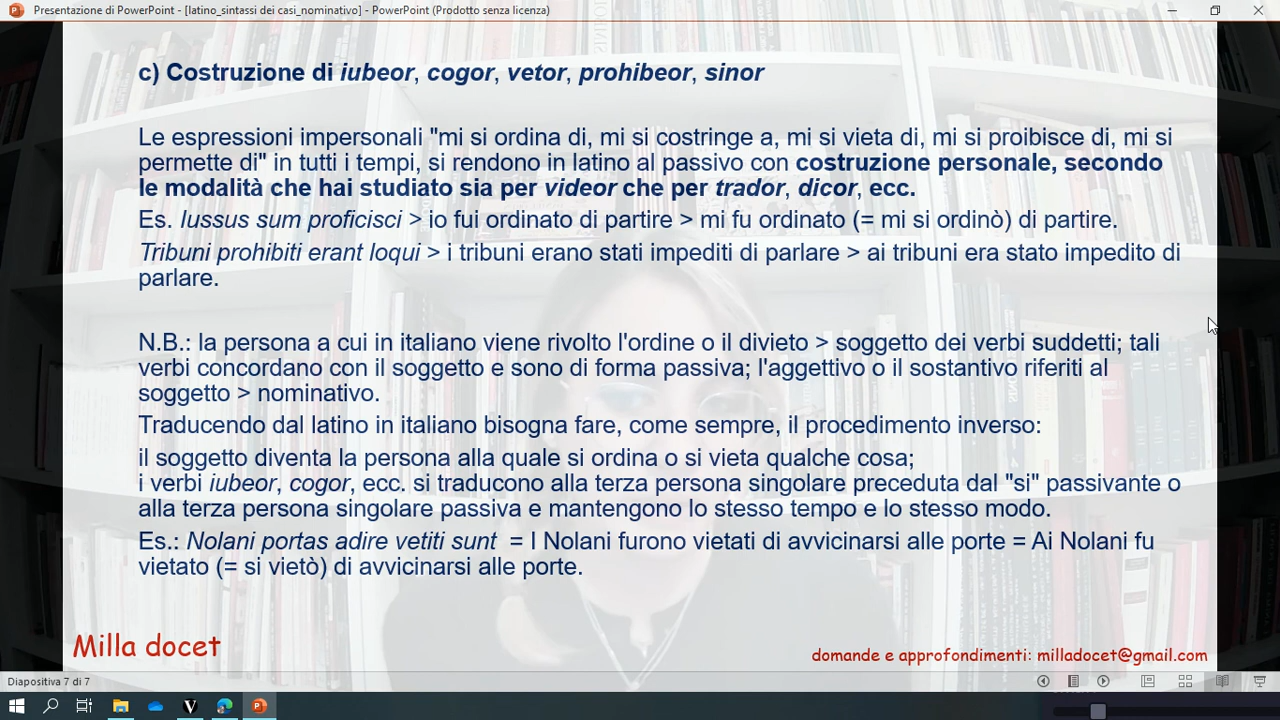 Presentazione di PowerPoint - [latino_sintassi dei casi_nominativo] - PowerPoint (Prodotto senza licenza)
c) Costruzione di iubeor, cogor, vetor, prohibeor, sinor
Le espressioni impersonali "mi si ordina di, mi si costringe a, mi si vieta di, mi si proibisce di, mi si
permette di" in tutti i tempi, si rendono in latino al passivo con costruzione personale, secondo
le modalità che hai studiato sia per videor che per trador, dicor, ecc.
Es. Iussus sum proficisci > io fui ordinato di partire > mi fu ordinato (= mi si ordinò) di partire.
Tribuni prohibiti erant loqui > i tribuni erano stati impediti di parlare > ai tribuni era stato impedito di
parlare.
N.B.: la persona a cui in italiano viene rivolto l'ordine o il divieto > soggetto dei verbi suddetti; tali
verbi concordano con il soggetto e sono di forma passiva; l'aggettivo o il sostantivo riferiti al
soggetto > nominativo.
Traducendo dal latino in italiano bisogna fare, come sempre, il procedimento inverso:
il soggetto diventa la persona alla quale si ordina o si vieta qualche cosa;
i verbi iubeor, cogor, ecc. si traducono alla terza persona singolare preceduta dal "si" passivante o
alla terza persona singolare passiva e mantengono lo stesso tempo e lo stesso modo.
Es.: Nolani portas adire vetiti sunt = I Nolani furono vietati di avvicinarsi alle porte = Ai Nolani fu
vietato (= si vietò) di avvicinarsi alle porte.
Milla docet
domande e approfondimenti: milladocet@gmail.com
Diapositiva 7 di 7